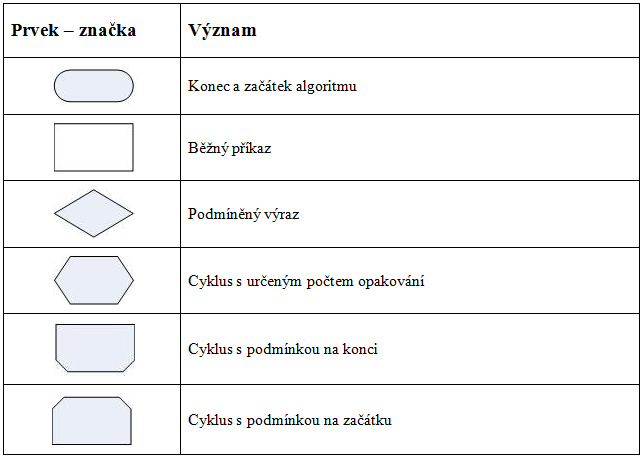 Prvek – značka Význam
Konec a začátek algoritmu
Běžný příkaz
Podmíněný výraz
Cyklus s určeným počtem opakování
Cyklus s podmínkou na konci
Cyklus s podmínkou na začátku